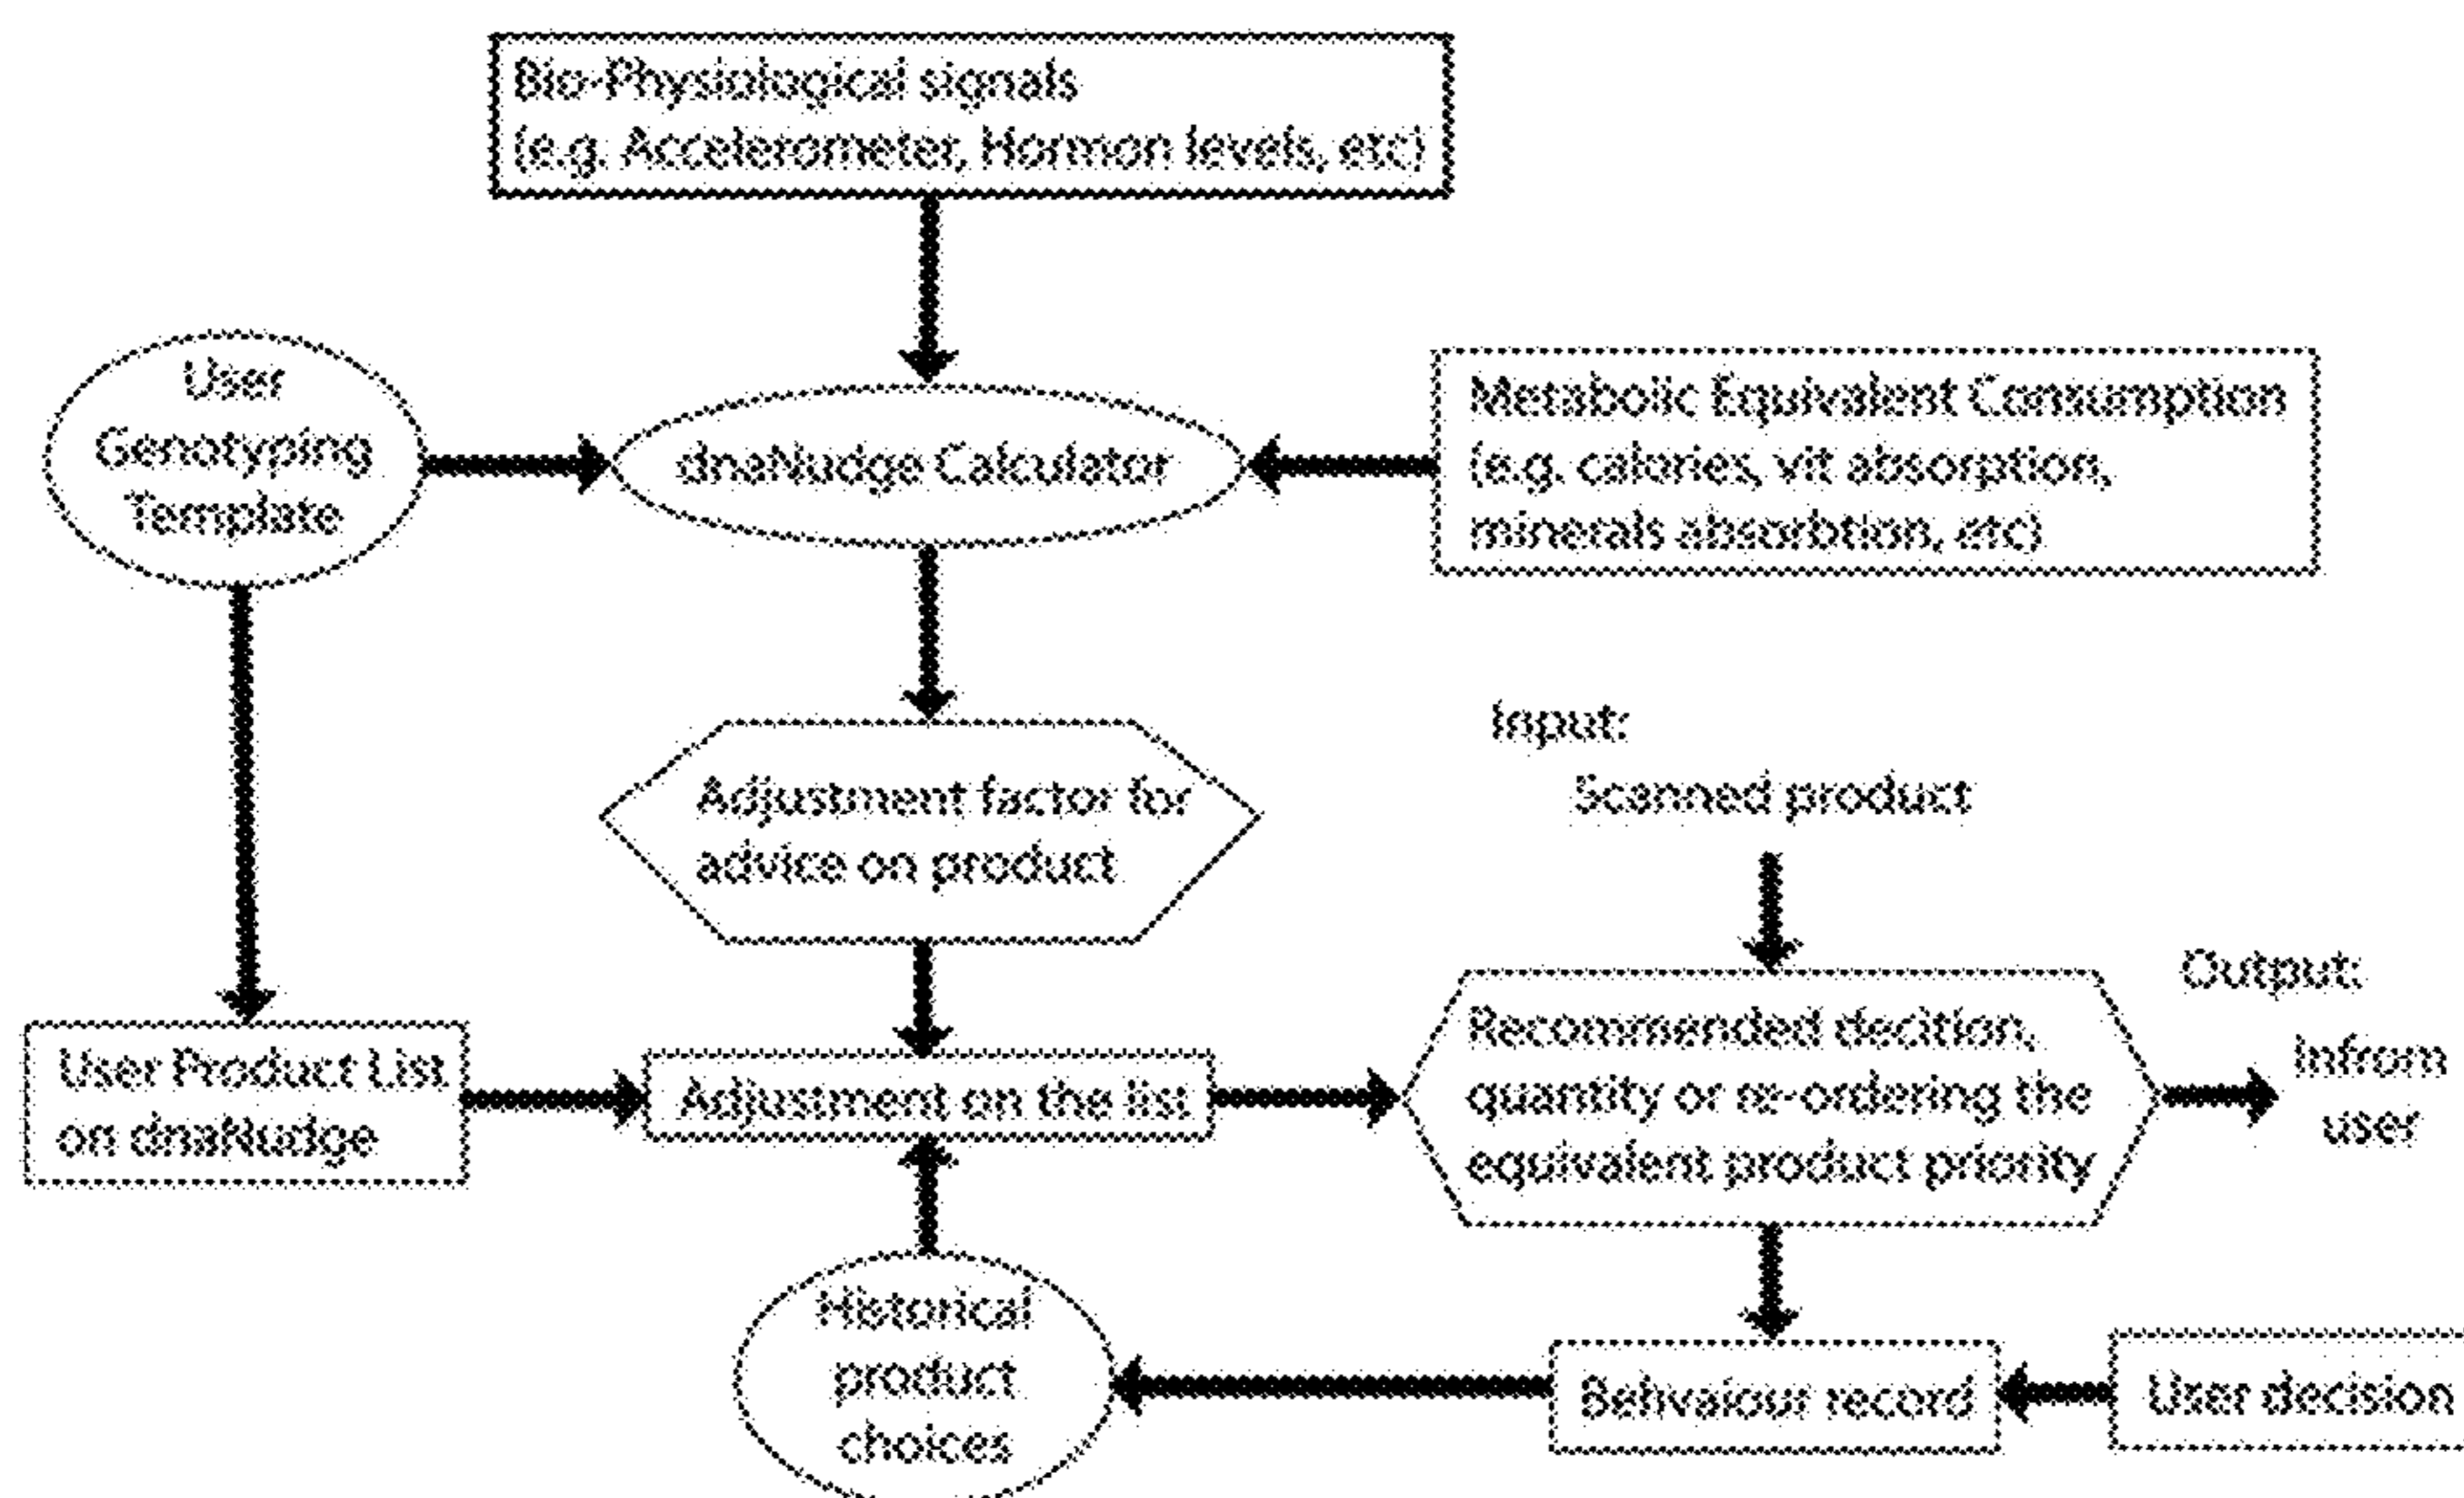 Bio-Physiological signals
(e.g. Accelerometer, Hormon levels, etc)
User
Genotyping
Template
dnaNudge Calculator
Metabolic Equivalent Consumption
(e.g. calories, vit absorption,
minerals absorbtion, etc)
Adjustment factor for
advice on product
Input:
Scanned product
User Product List
on dnaNudge
Adjustment on the list
Recommended decition,
quantity or re-ordering the
equivalent product priority
Output:
Infrom
user
Historical
product
choices
Behvaiour record
User decision